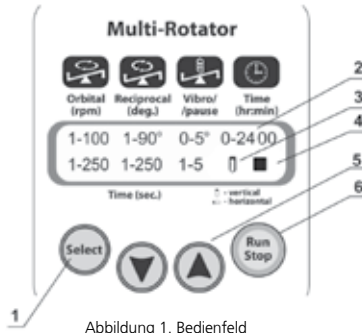 Multi-Rotator
Orbital (rpm) Reciprocal (deg.) Vibro/ /pause Time (hr:min)
1-100 1-90° 0-5° 0-24 00
1-250 1-250 1-5
Time (sec.) - vertical
- horizontal
Select
Run
Stop
1
2
3
4
5
6
Abbildung 1. Bedienfeld